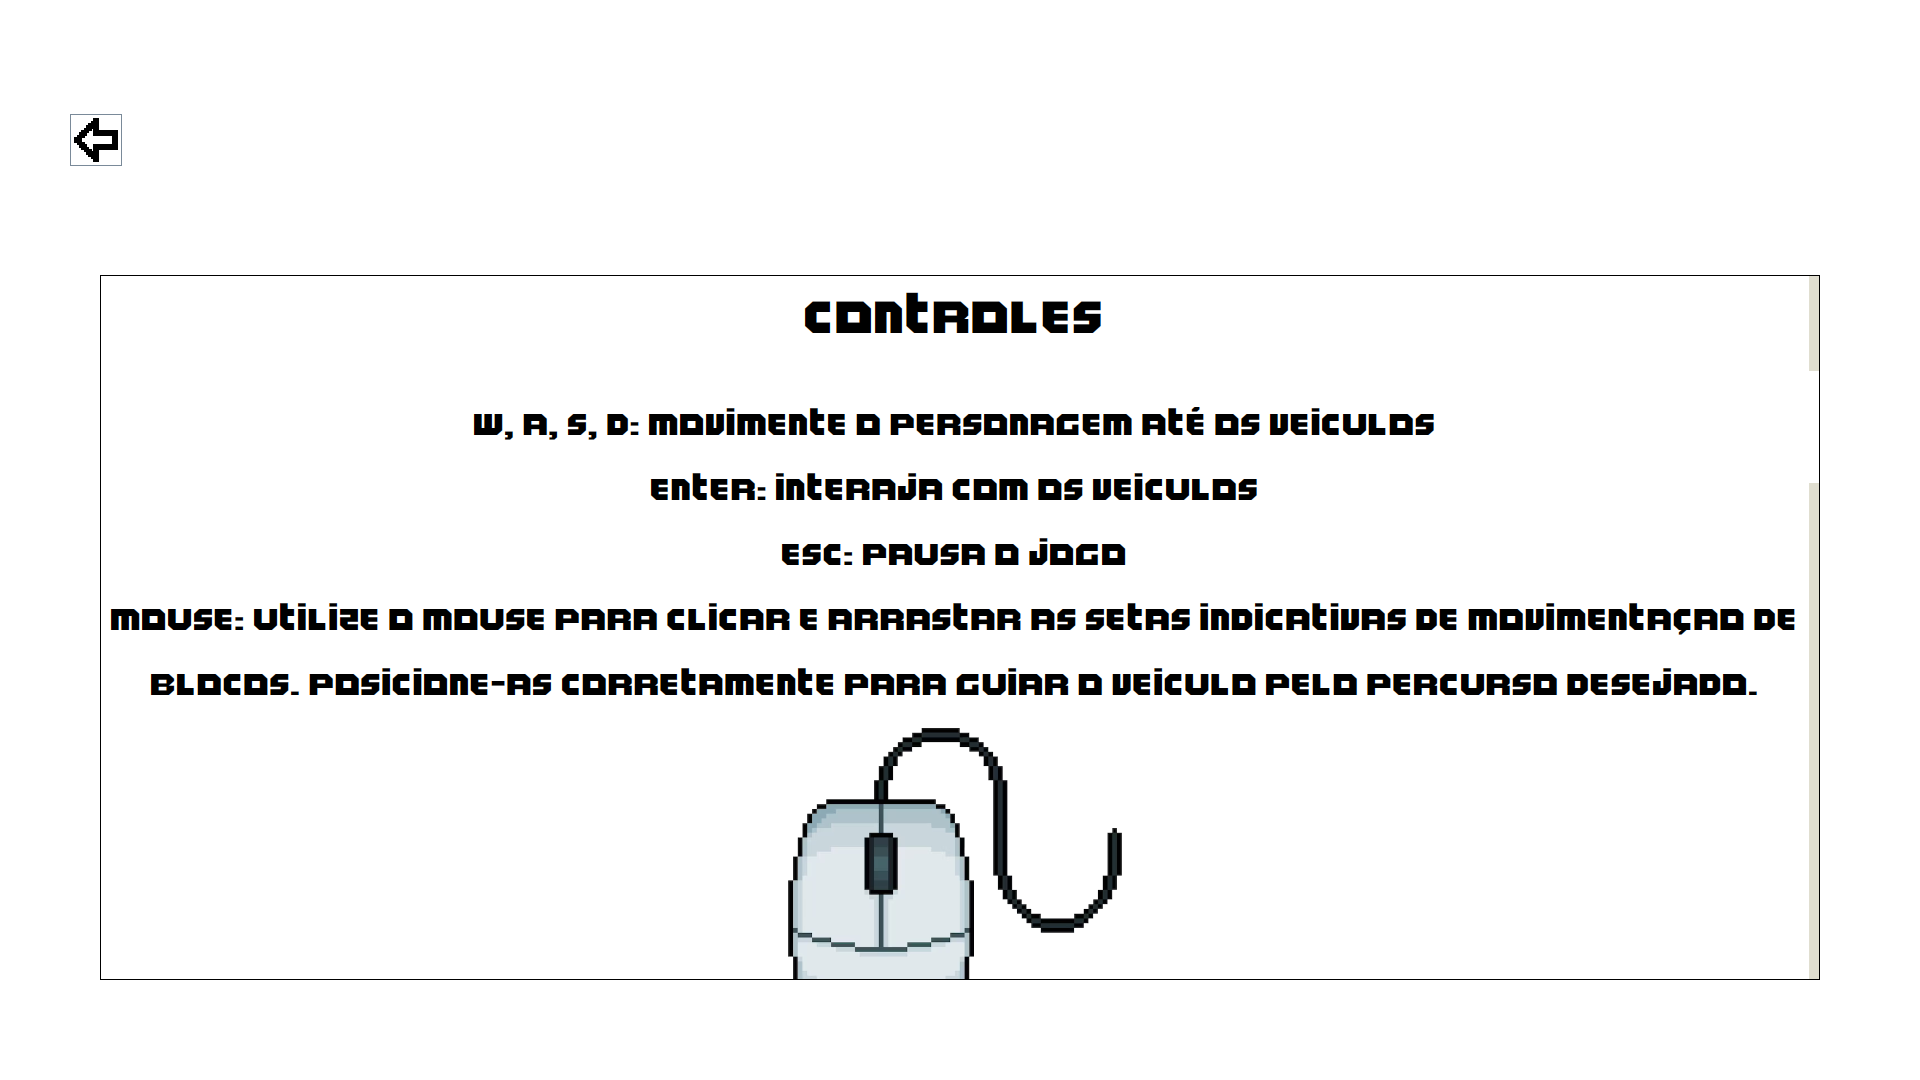 CONTROLES
W, A, S, D: MOVIMENTE O PERSONAGEM ATÉ OS VEICULOS
ENTER: INTERAJA COM OS VEICULOS
ESC: PAUSA O JOGO
MOUSE: UTILIZE O MOUSE PARA CLICAR E ARRASTAR AS SETAS INDICATIVAS DE MOVIMENTAÇAO DE
BLOCOS. POSICIONE-AS CORRETAMENTE PARA GUIAR O VEICULO PELO PERCURSO DESEJADO.